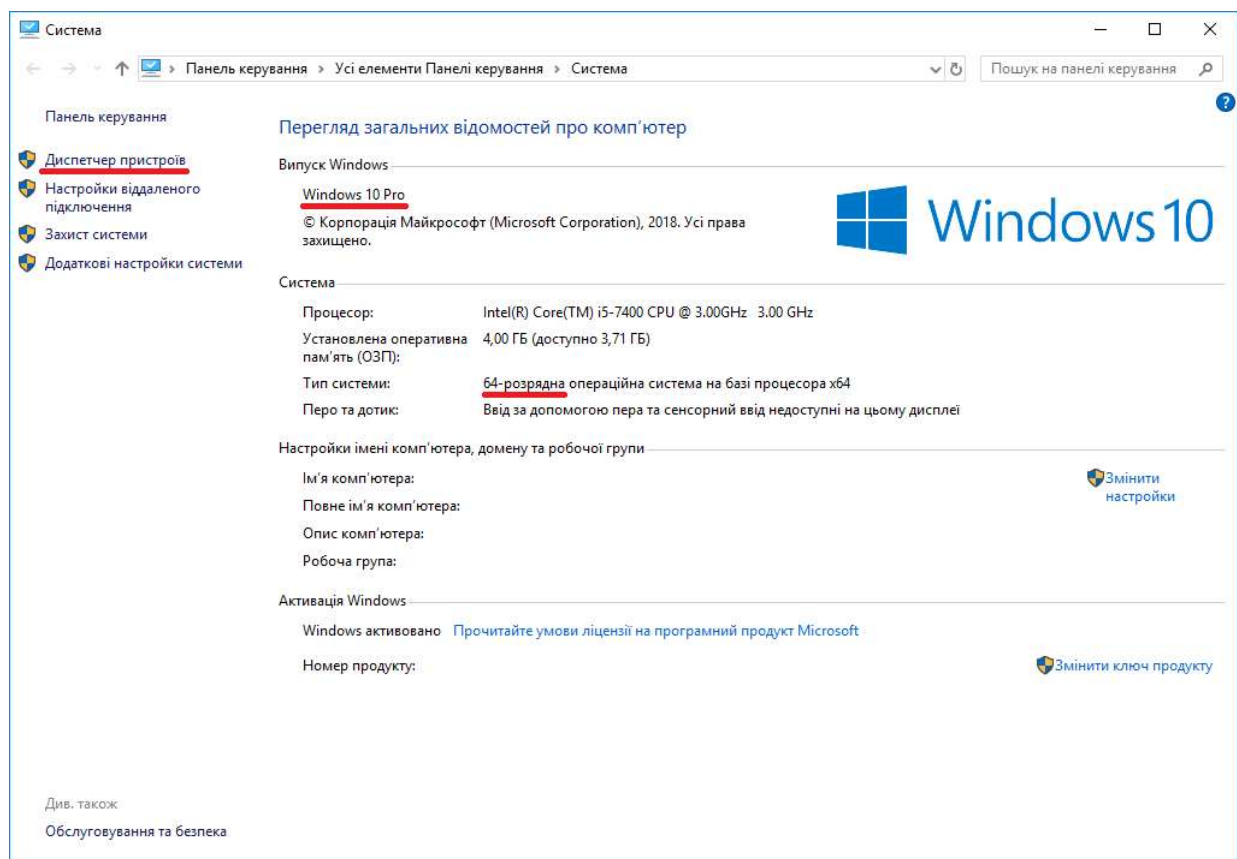 Система
Панель керування › Усі елементи Панелі керування › Система
Пошук на панелі керування
Панель керування
Диспетчер пристроїв
Настройки віддаленого
підключення
Захист системи
Додаткові настройки системи
Перегляд загальних відомостей про комп'ютер
Випуск Windows
Windows 10 Pro
© Корпорація Майкрософт (Microsoft Corporation), 2018. Усі права
захищено.
Windows 10
Система
Процесор: Intel(R) Core(TM) i5-7400 CPU @ 3.00GHz 3.00 GHz
Установлена оперативна 4,00 ГБ (доступно 3,71 ГБ)
пам'ять (ОЗП):
Тип системи: 64-розрядна операційна система на базі процесора x64
Перо та дотик: Ввід за допомогою пера та сенсорний ввід недоступні на цьому дисплеї
Настройки імені комп'ютера, домену та робочої групи
Ім'я комп'ютера:
Змінити
настройки
Повне ім'я комп'ютера:
Опис комп'ютера:
Робоча група:
Активація Windows
Windows активовано Прочитайте умови ліцензії на програмний продукт Microsoft
Номер продукту: Змінити ключ продукту
Див. також
Обслуговування та безпека